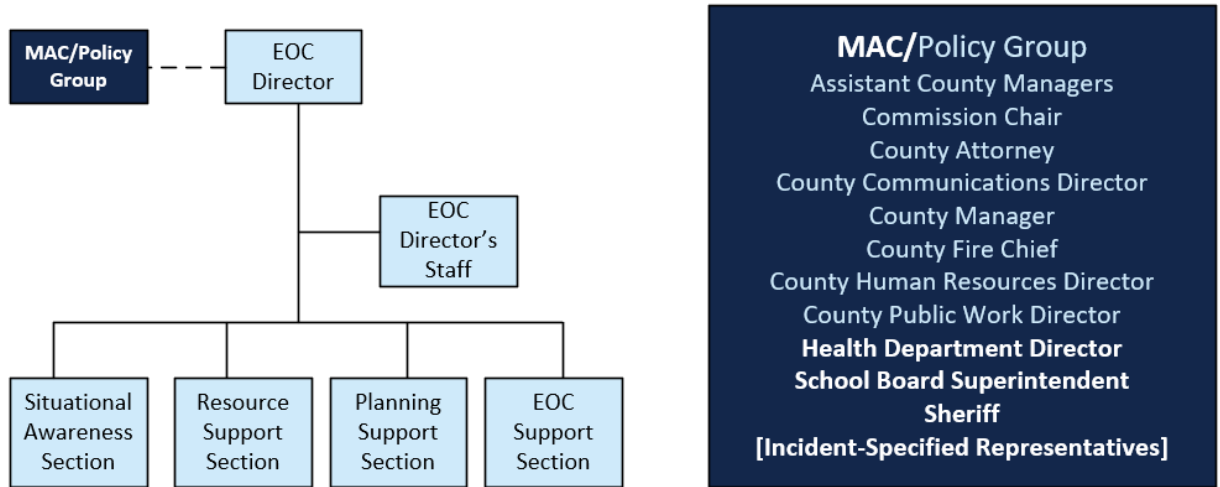 MAC/Policy
Group
EOC
Director
EOC
Director's
Staff
Situational
Awareness
Section
Resource
Support
Section
Planning
Support
Section
EOC
Support
Section
MAC/Policy Group
Assistant County Managers
Commission Chair
County Attorney
County Communications Director
County Manager
County Fire Chief
County Human Resources Director
County Public Work Director
Health Department Director
School Board Superintendent
Sheriff
[Incident-Specified Representatives]